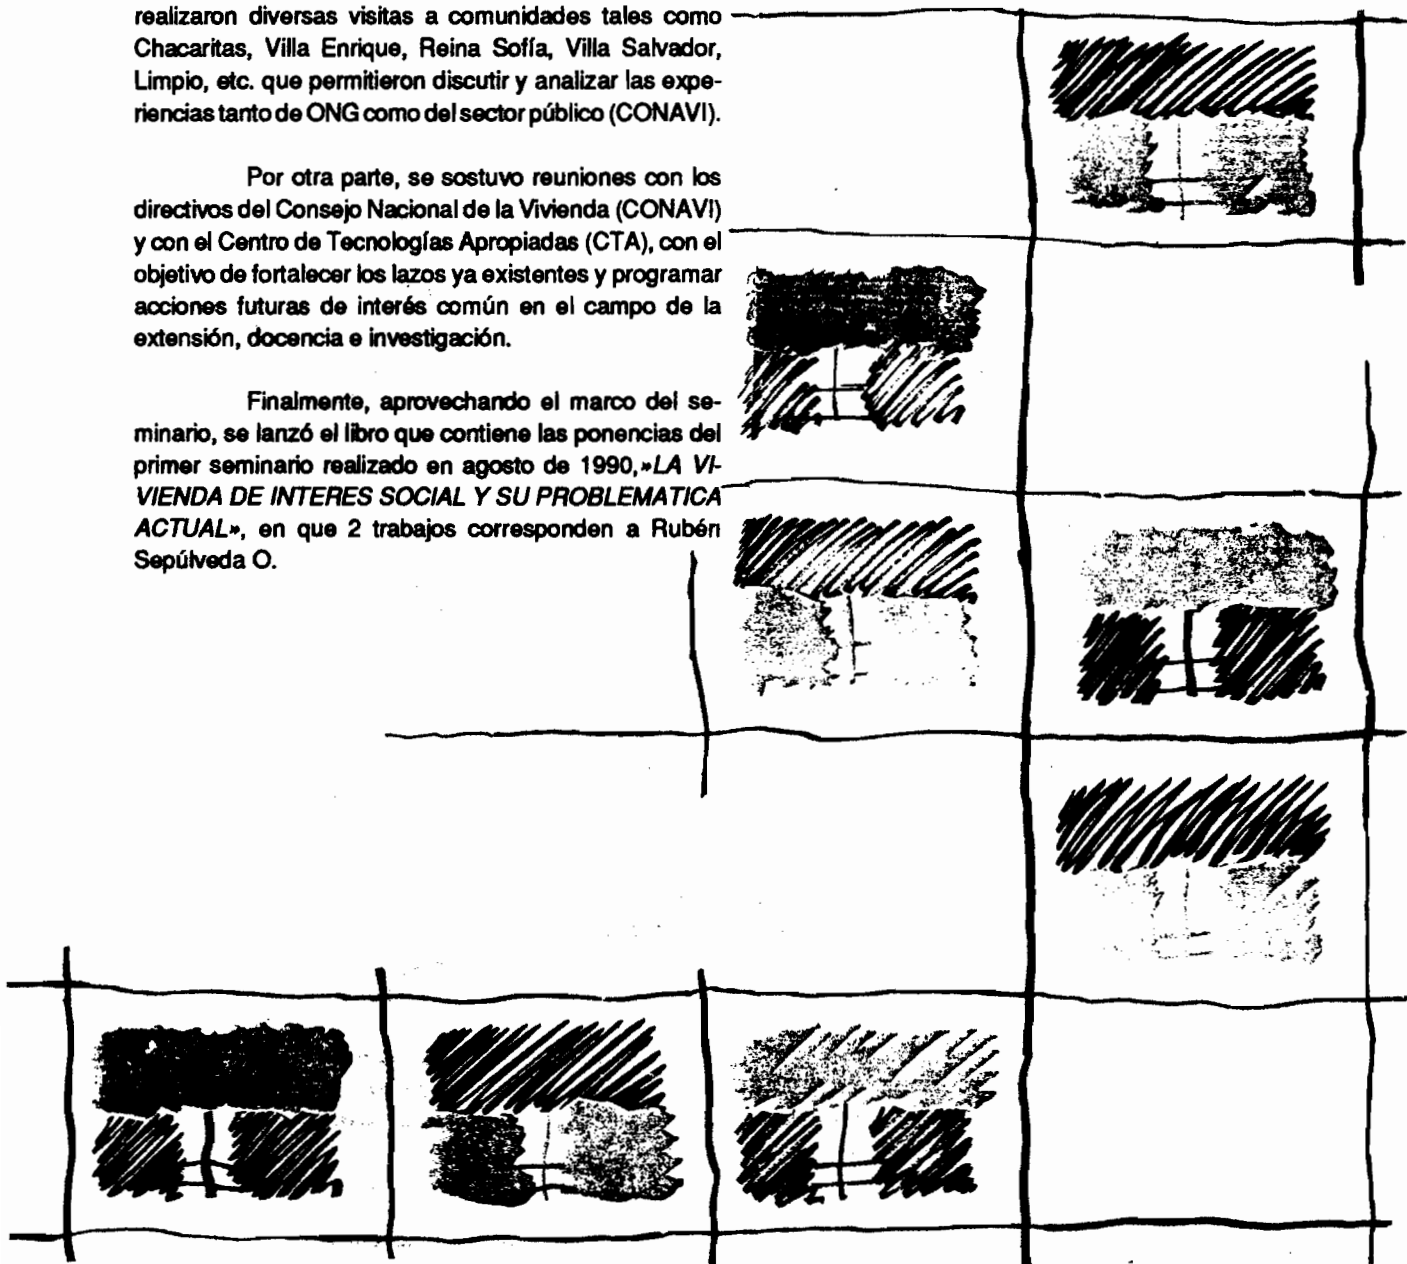 realizaron diversas visitas a comunidades tales como
Chacaritas, Villa Enrique, Reina Sofía, Villa Salvador,
Limpio, etc. que permitieron discutir y analizar las expe-
riencias tanto de ONG como del sector público (CONAVI).
Por otra parte, se sostuvo reuniones con los
directivos del Consejo Nacional de la Vivienda (CONAVI)
y con el Centro de Tecnologías Apropiadas (CTA), con el
objetivo de fortalecer los lazos ya existentes y programar
acciones futuras de interés común en el campo de la
extensión, docencia e investigación.
Finalmente, aprovechando el marco del se-
minario, se lanzó el libro que contiene las ponencias del
primer seminario realizado en agosto de 1990,»LA VI-
VIENDA DE INTERES SOCIAL Y SU PROBLEMATICA
ACTUAL», en que 2 trabajos corresponden a Rubén
Sepúlveda O.